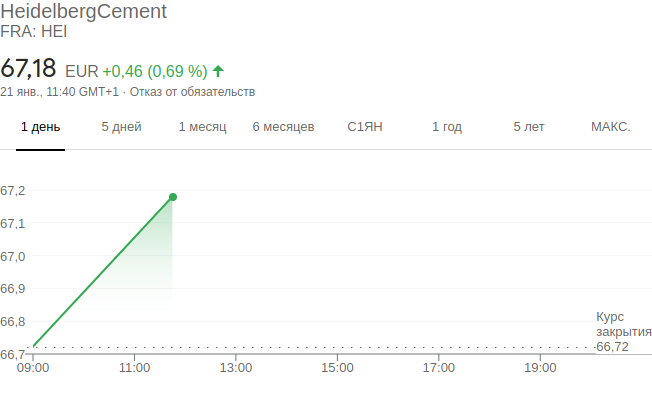 HeidelbergCement
FRA: HEI
67,18 EUR +0,46 (0,69 %)
21 янв., 11:40 GMT+1 · Отказ от обязательств
1 день 5 дней 1 месяц 6 месяцев С1ЯН 1 год 5 лет МАКС.
67,2
67,1
67,0
66,9
66,8
66,7
Курс
закрытия
66,72
09:00 11:00 13:00 15:00 17:00 19:00